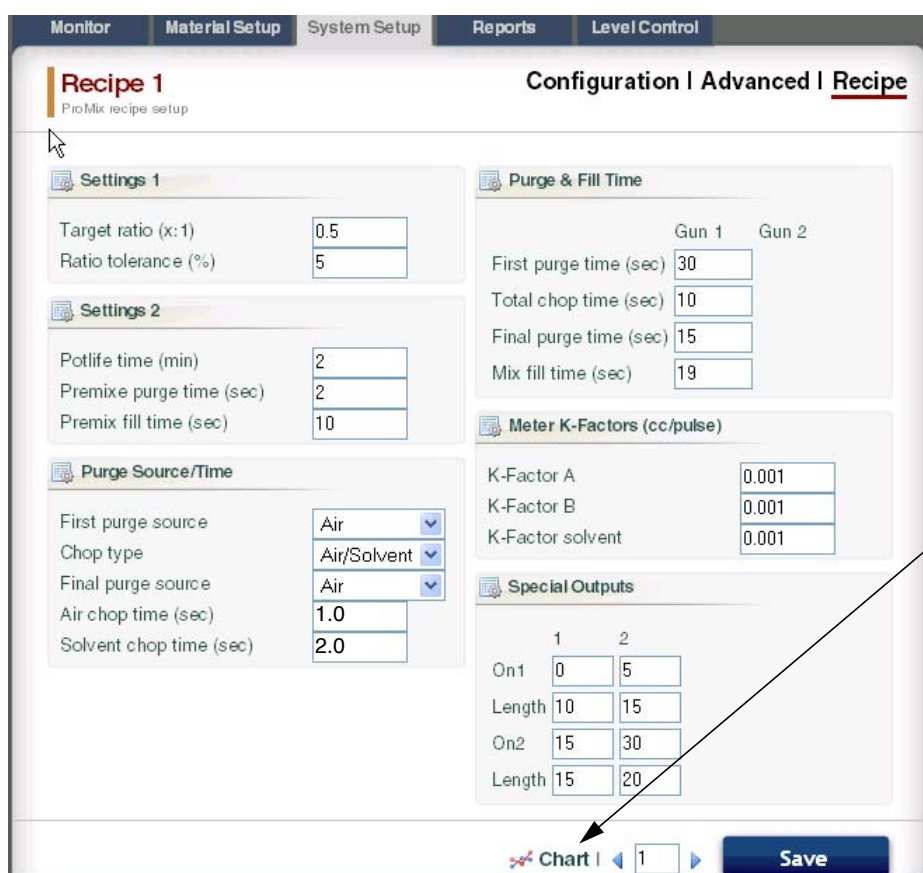 Monitor
Material Setup
System Setup
Reports
Level Control
Recipe 1
ProMix recipe setup
Configuration | Advanced | Recipe
Settings 1
Target ratio (x:1) 0.5
Ratio tolerance (%) 5
Settings 2
Potlife time (min) 2
Premixe purge time (sec) 2
Premix fill time (sec) 10
Purge Source/Time
First purge source Air
Chop type Air/Solvent
Final purge source Air
Air chop time (sec) 1.0
Solvent chop time (sec) 2.0
Purge & Fill Time
Gun 1 Gun 2
First purge time (sec) 30
Total chop time (sec) 10
Final purge time (sec) 15
Mix fill time (sec) 19
Meter K-Factors (cc/pulse)
K-Factor A 0.001
K-Factor B 0.001
K-Factor solvent 0.001
Special Outputs
1 2
On1 0 5
Length 10 15
On2 15 30
Length 15 20
Chart | 1
Save